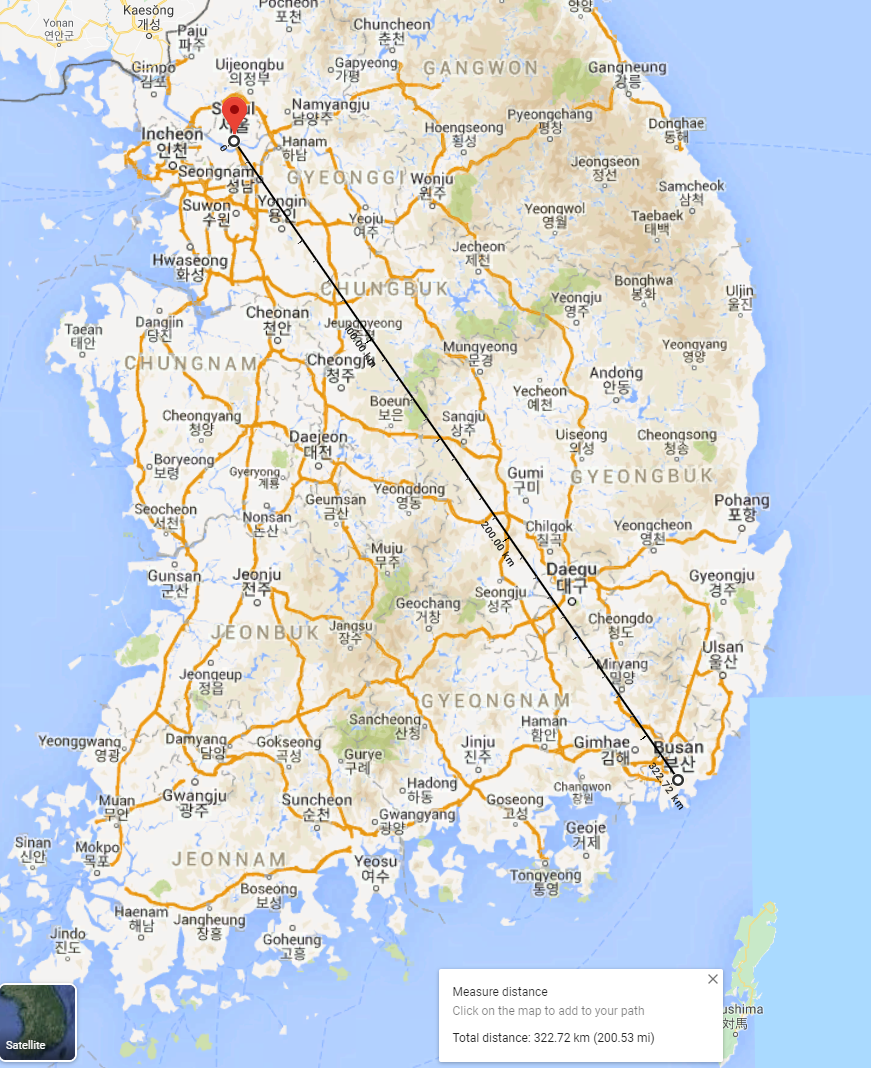 Kaesŏng
개성
Yonan
연안군
Pocheon
포천
Chuncheon
춘천
양양
Paju
파주
Gimpo
김포
Uijeongbu
의정부
Gapyeong
가평
GANGWON
Gangneung
강릉
서울
Namyangju
남양주
Pyeongchang
평창
Donghae
동해
Incheon
인천
Hanam
하남
Hoengseong
횡성
Jeongseon
정선
Seongnam
성남
GYEONGGI
Wonju
원주
Samcheok
삼척
Suwon
수원
Yongin
용인
Yeoju
여주
Yeongwol
영월
Taebaek
태백
Hwaseong
화성
Jecheon
제천
CHUNGBUK
Bonghwa
봉화
Uljin
울진
Yeongju
영주
Taean
태안
Dangjin
당진
Cheonan
천안
Jeungpyeong
00.00 km
CHUNGNAM
Cheongju
청주
Mungyeong
문경
Yeongyang
영양
Andong
안동
Yecheon
예천
Cheongyang
청양
Boeun
보은
Sangju
상주
Uiseong
의성
Cheongsong
청송
Daejeon
대전
Boryeong
보령
Gyeryong
계룡
Gumi
구미
GYEONGBUK
Geumsan
금산
Yeongdong
영동
Pohang
포항
Seocheon
서천
Nonsan
논산
200.00 km
Chilgok
칠곡
Yeongcheon
영천
Muju
무주
Gunsan
군산
Jeonju
전주
Daegu
대구
Gyeongju
경주
Seongju
성주
Geochang
거창
Cheongdo
청도
JEONBUK
Jangsu
장수
Ulsan
울산
Jeongeup
정읍
Miryang
밀양
GYEONGNAM
Sancheong
산청
Haman
함안
Yeonggwang
영광
Damyang
담양
Gokseong
곡성
Jinju
진주
Gimhae
김해
Busan
부산
Gurye
구례
322.72 km
Hadong
하동
Changwon
창원
Gwangju
광주
Muan
무안
Suncheon
순천
Gwangyang
광양
Goseong
고성
Geoje
거제
Sinan
신안
Mokpo
목포
JEONNAM
Yeosu
여수
Tongyeong
통영
Boseong
보성
Haenam
해남
Jangheung
장흥
Jindo
진도
Goheung
고흥
Measure distance
Click on the map to add to your path
Total distance: 322.72 km (200.53 mi)
ushima
対馬
Satellite